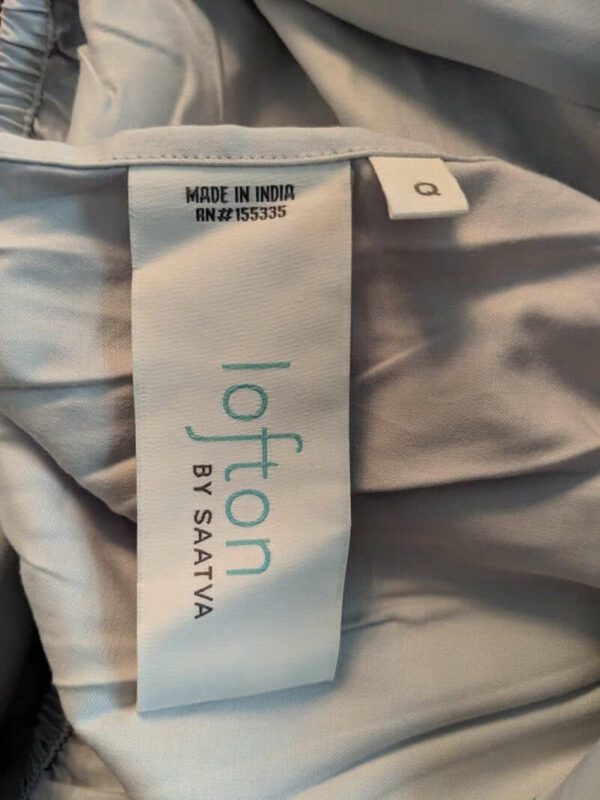 MADE IN INDIA
RN#155335
Q
lofton
BY SAATVA